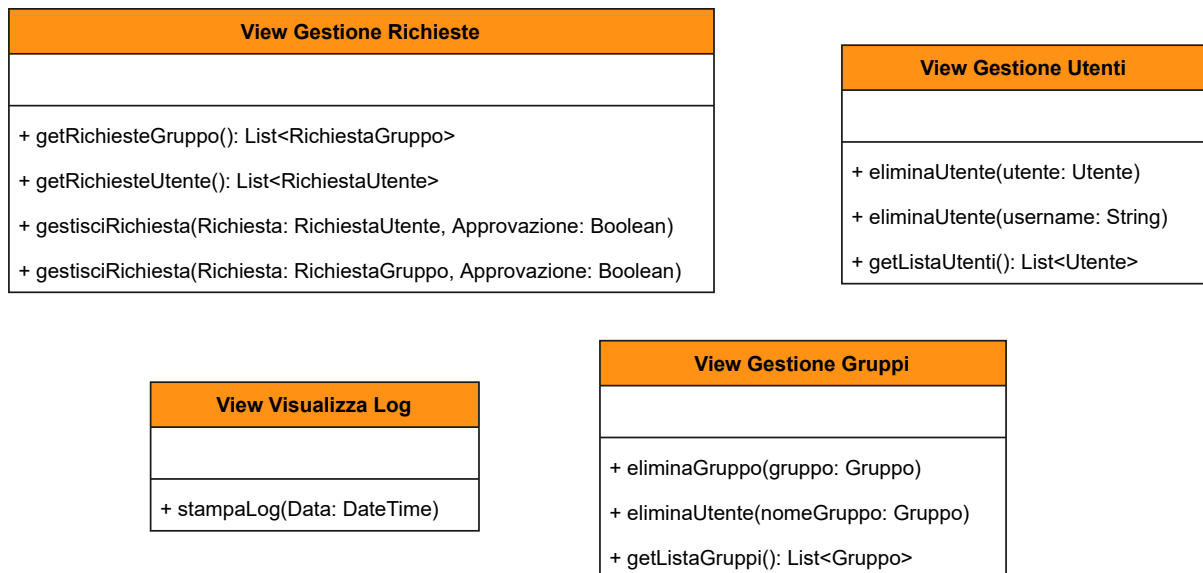 View Gestione Richieste
+ getRichiesteGruppo(): List<RichiestaGruppo>
+ getRichiesteUtente(): List<RichiestaUtente>
+ gestisciRichiesta(Richiesta: RichiestaUtente, Approvazione: Boolean)
+ gestisciRichiesta(Richiesta: RichiestaGruppo, Approvazione: Boolean)
View Gestione Utenti
+ eliminaUtente(utente: Utente)
+ eliminaUtente(username: String)
+ getListaUtenti(): List<Utente>
View Visualizza Log
+ stampaLog(Data: DateTime)
View Gestione Gruppi
+ eliminaGruppo(gruppo: Gruppo)
+ eliminaUtente(nomeGruppo: Gruppo)
+ getListaGruppi(): List<Gruppo>